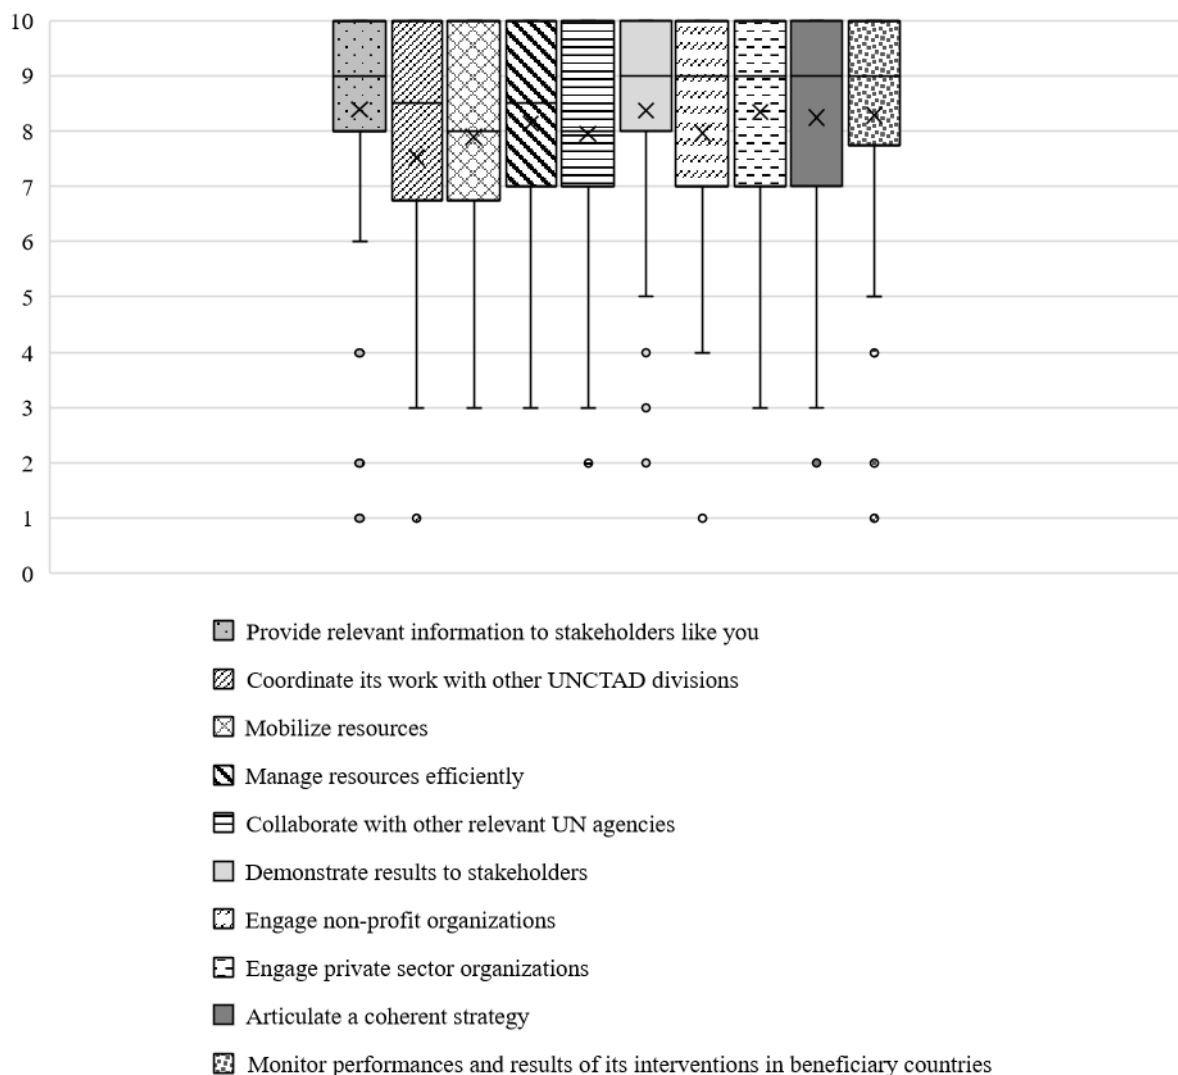 10
9
8
7
6
5
4
3
2
1
0
Provide relevant information to stakeholders like you
Coordinate its work with other UNCTAD divisions
Mobilize resources
Manage resources efficiently
Collaborate with other relevant UN agencies
Demonstrate results to stakeholders
Engage non-profit organizations
Engage private sector organizations
Articulate a coherent strategy
Monitor performances and results of its interventions in beneficiary countries